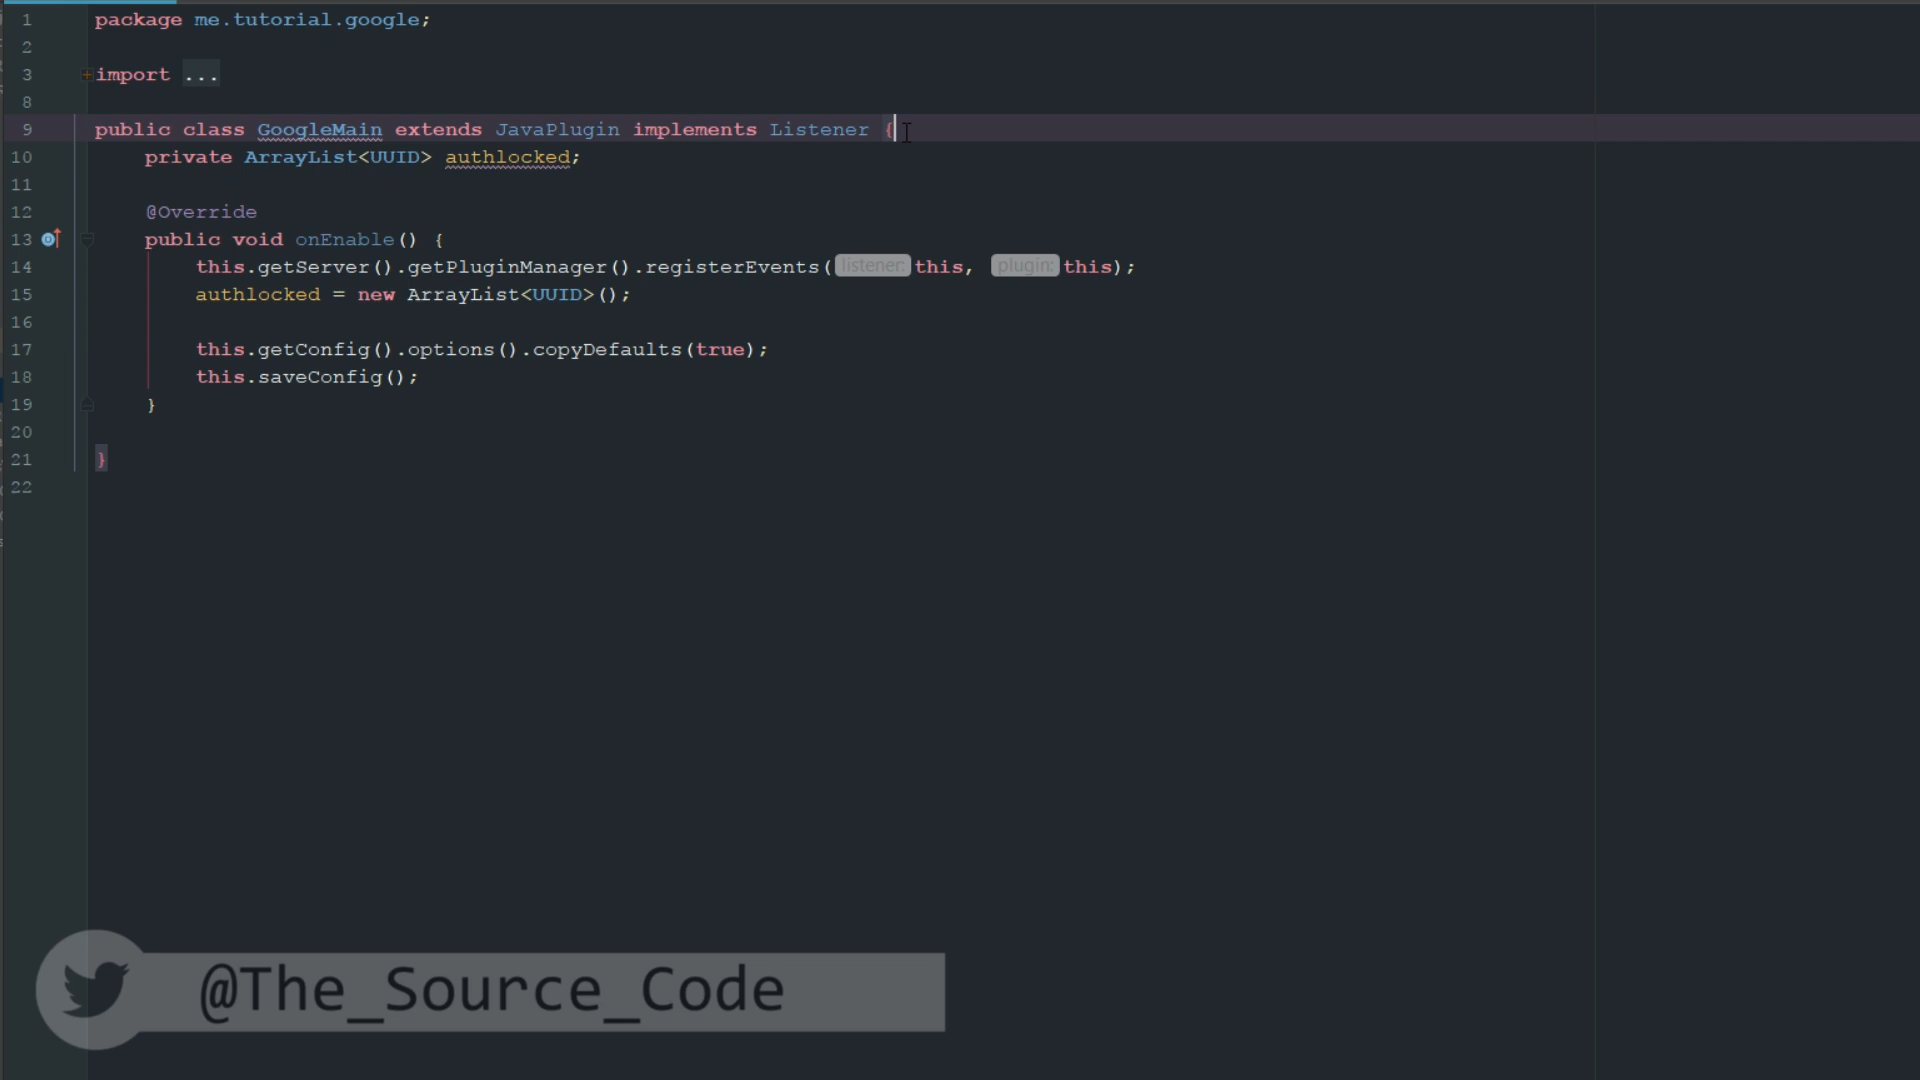 1 package me.tutorial.google;
2
3 import ...
8
9 public class GoogleMain extends JavaPlugin implements Listener {
10 private ArrayList<UUID> authlocked;
11
12 @Override
13 public void onEnable() {
14 this.getServer().getPluginManager().registerEvents( listener: this, plugin: this);
15 authlocked = new ArrayList<UUID>();
16
17 this.getConfig().options().copyDefaults(true);
18 this.saveConfig();
19 }
20
21 }
22
@The_Source_Code